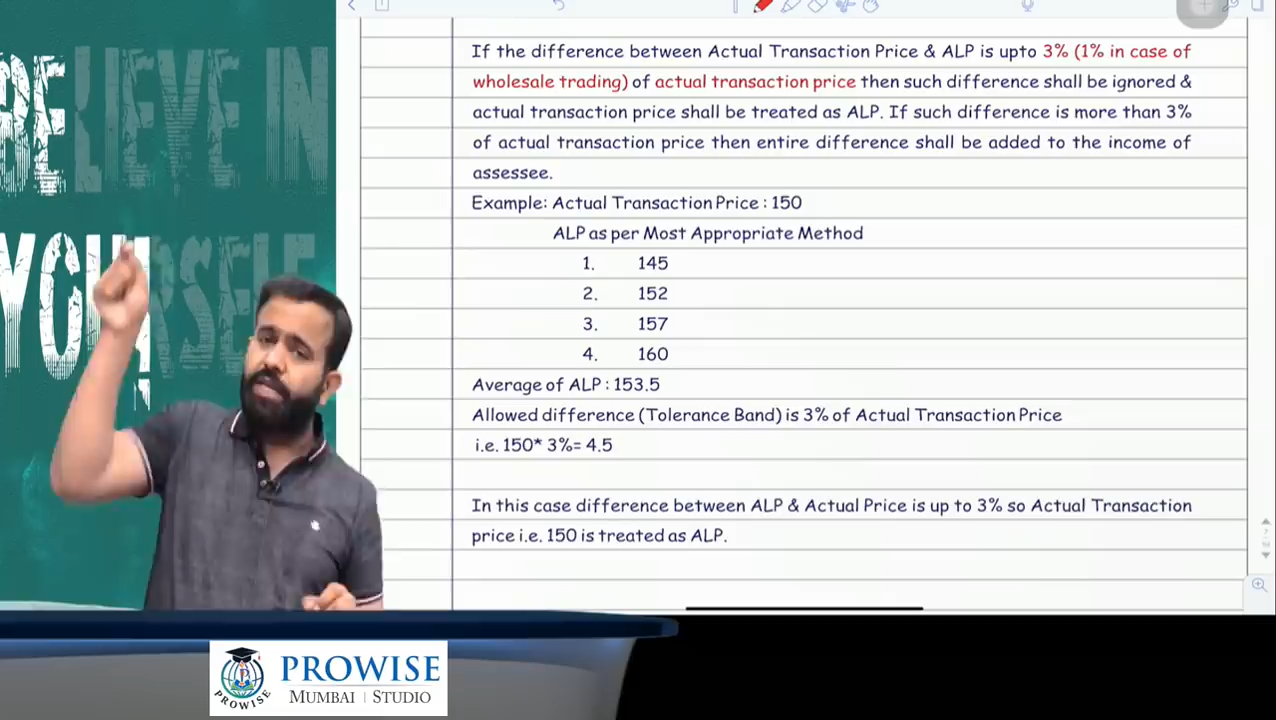 BELIEVE IN
YOURSELF
If the difference between Actual Transaction Price & ALP is upto 3% (1% in case of
wholesale trading) of actual transaction price then such difference shall be ignored &
actual transaction price shall be treated as ALP. If such difference is more than 3%
of actual transaction price then entire difference shall be added to the income of
assessee.
Example: Actual Transaction Price : 150
ALP as per Most Appropriate Method
1. 145
2. 152
3. 157
4. 160
Average of ALP : 153.5
Allowed difference (Tolerance Band) is 3% of Actual Transaction Price
i.e. 150* 3%= 4.5
In this case difference between ALP & Actual Price is up to 3% so Actual Transaction
price i.e. 150 is treated as ALP.
PROWISE
PROWISE
MUMBAI | STUDIO